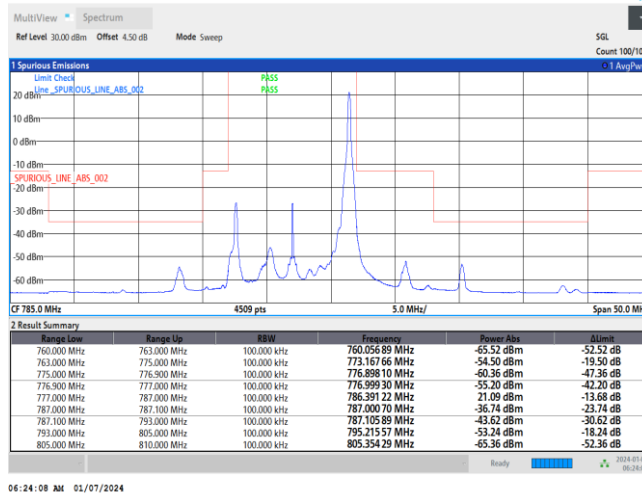 MultiView Spectrum
Ref Level 30.00 dBm Offset 4.50 dB Mode Sweep SGL
Count 100/10
1 Spurious Emissions 1 AvgPw
Limit Check PASS
Line _SPURIOUS_LINE_ABS_002 PASS
20 dBm
10 dBm
0 dBm
-10 dBm
SPURIOUS_LINE_ABS_002
-20 dBm
-30 dBm
-40 dBm
-50 dBm
-60 dBm
CF 785.0 MHz 4509 pts 5.0 MHz/ Span 50.0 M
2 Result Summary
Range Low Range Up RBW Frequency Power Abs ΔLimit
760.000 MHz 763.000 MHz 100.000 kHz 760.056 89 MHz -65.52 dBm -52.52 dB
763.000 MHz 775.000 MHz 100.000 kHz 773.167 66 MHz -54.50 dBm -19.50 dB
775.000 MHz 776.900 MHz 100.000 kHz 776.898 10 MHz -60.36 dBm -47.36 dB
776.900 MHz 777.000 MHz 100.000 kHz 776.999 30 MHz -55.20 dBm -42.20 dB
777.000 MHz 787.000 MHz 100.000 kHz 786.391 22 MHz 21.09 dBm -13.68 dB
787.000 MHz 787.100 MHz 100.000 kHz 787.000 70 MHz -36.74 dBm -23.74 dB
787.100 MHz 793.000 MHz 100.000 kHz 787.105 89 MHz -43.62 dBm -30.62 dB
793.000 MHz 805.000 MHz 100.000 kHz 795.215 57 MHz -53.24 dBm -18.24 dB
805.000 MHz 810.000 MHz 100.000 kHz 805.354 29 MHz -65.36 dBm -52.36 dB
Ready 2024-01-
06:24:
06:24:08 AM 01/07/2024